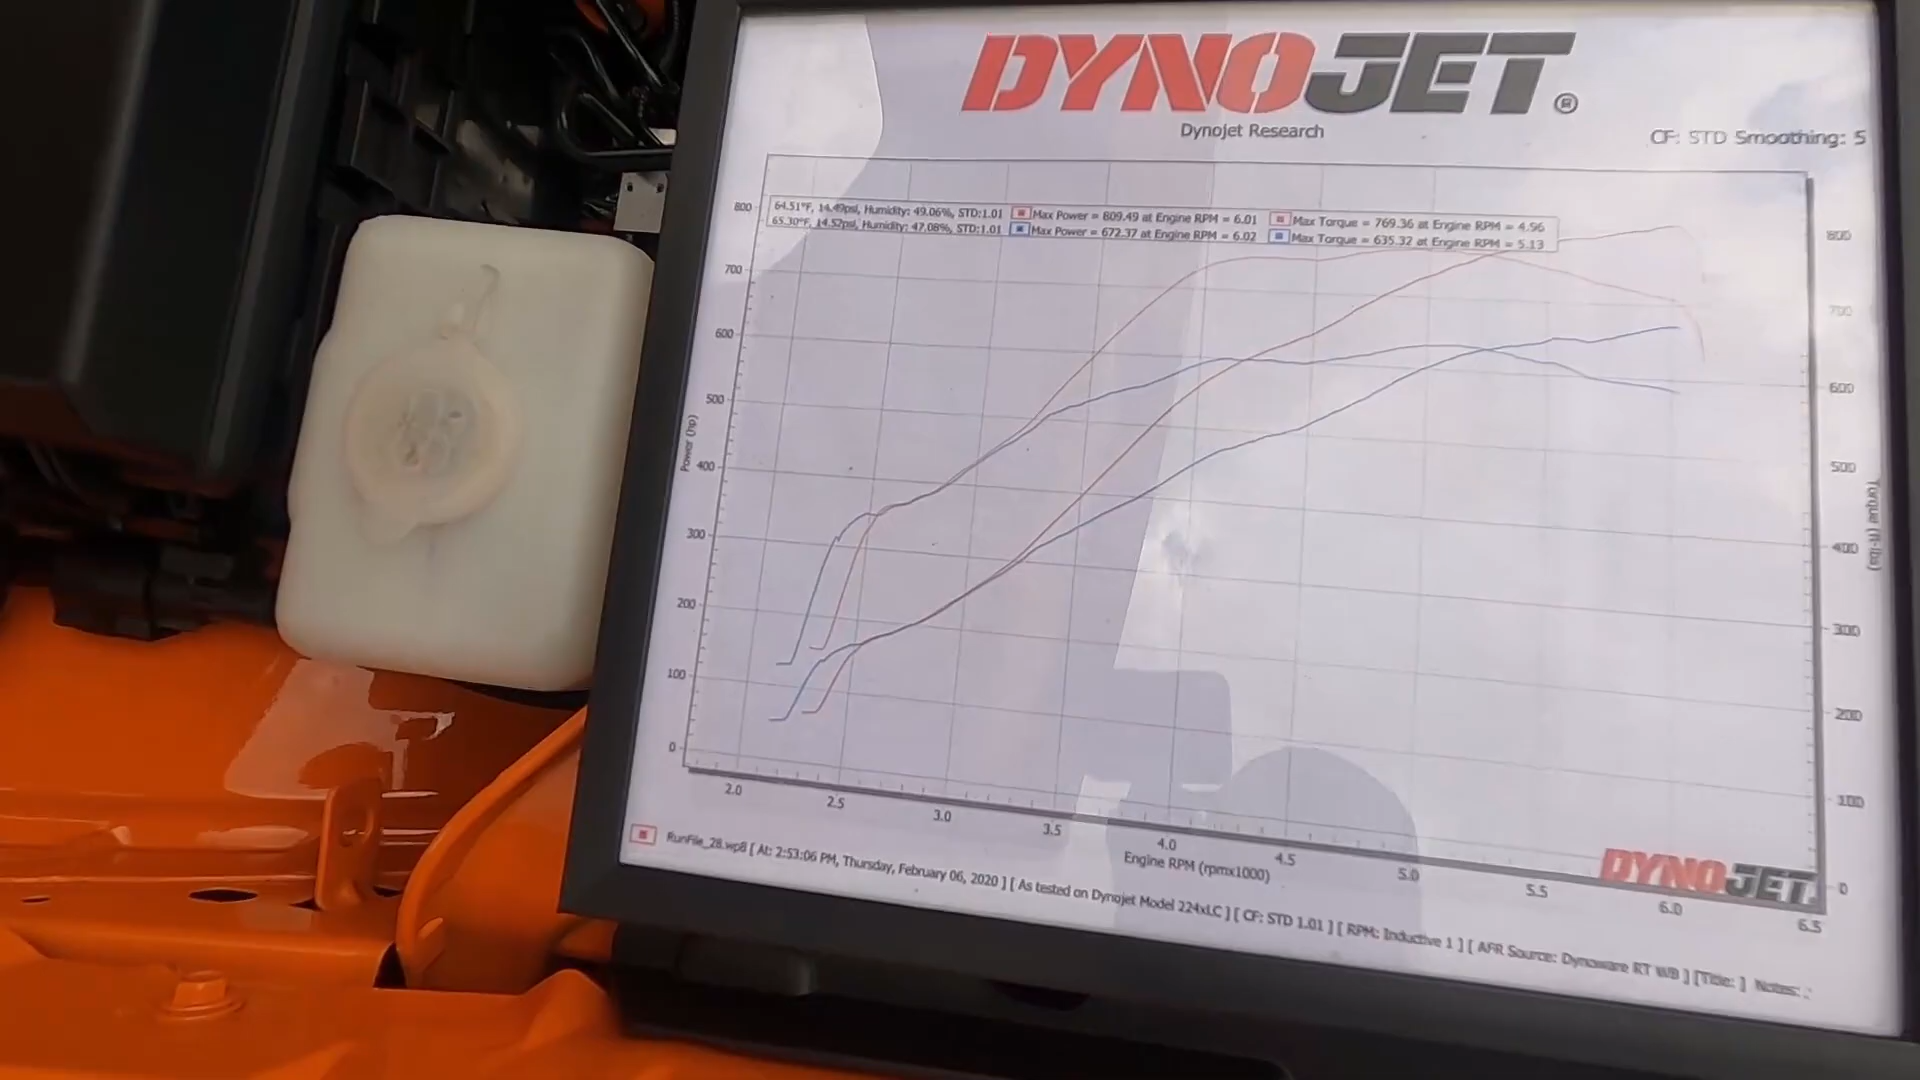 DYNOJET®
Dynojet Research
CF: STD Smoothing: 5
64.51°F, 14.49psi, Humidity: 49.06%, STD:1.01 Max Power = 809.49 at Engine RPM = 6.01 Max Torque = 769.36 at Engine RPM = 4.96
65.30°F, 14.52psi, Humidity: 47.08%, STD:1.01 Max Power = 672.37 at Engine RPM = 6.02 Max Torque = 635.32 at Engine RPM = 5.13
800
700
600
500
400
300
200
100
0
Power (hp)
800
700
600
500
400
300
200
100
0
Torque (ft-lbs)
2.0 2.5 3.0 3.5 4.0 4.5 5.0 5.5 6.0 6.5
Engine RPM (rpmx1000)
DYNOJET.
RunFile_28.wp8 [ At: 2:53:06 PM, Thursday, February 06, 2020 ] [ As tested on Dynojet Model 224xLC ] [ CF: STD 1.01 ] [ RPM: Inductive 1 ] [ AFR Source: Dynoware RT WB ] [Title: ] Notes: